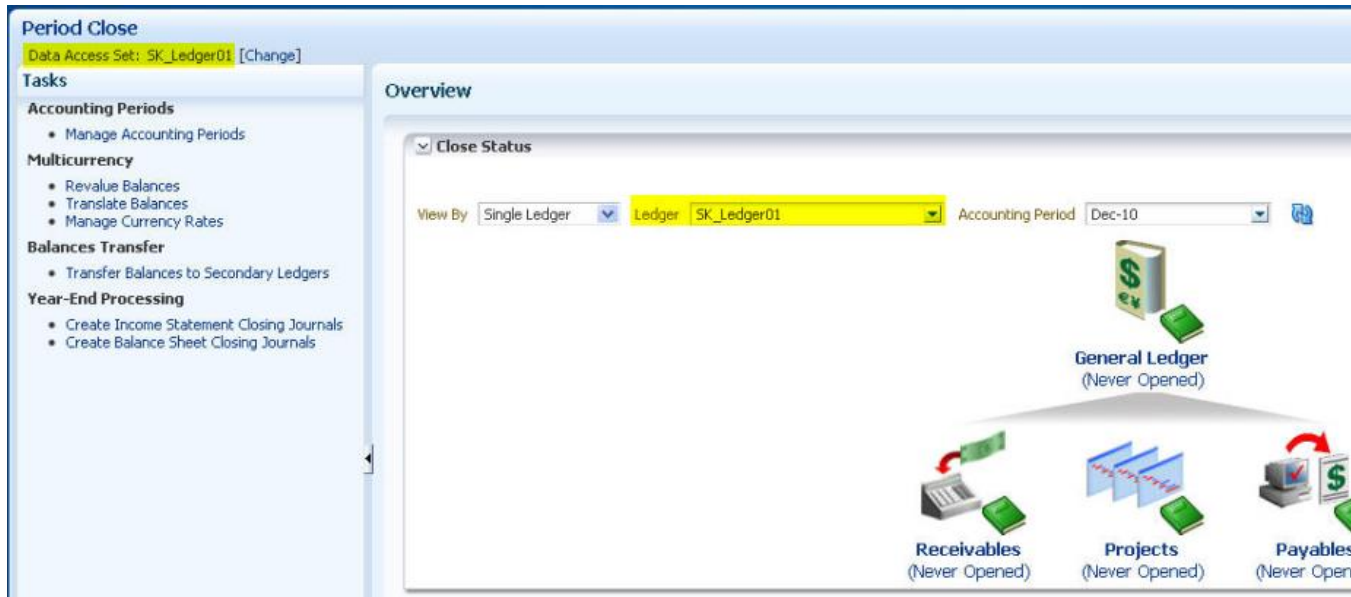 Period Close
Data Access Set: SK_Ledger01 [Change]
Tasks
Accounting Periods
Manage Accounting Periods
Multicurrency
Revalue Balances
Translate Balances
Manage Currency Rates
Balances Transfer
Transfer Balances to Secondary Ledgers
Year-End Processing
Create Income Statement Closing Journals
Create Balance Sheet Closing Journals
Overview
Close Status
View By Single Ledger Ledger SK_Ledger01 Accounting Period Dec-10
$
€¥
General Ledger
(Never Opened)
$
Receivables Projects Payables
(Never Opened) (Never Opened) (Never Open